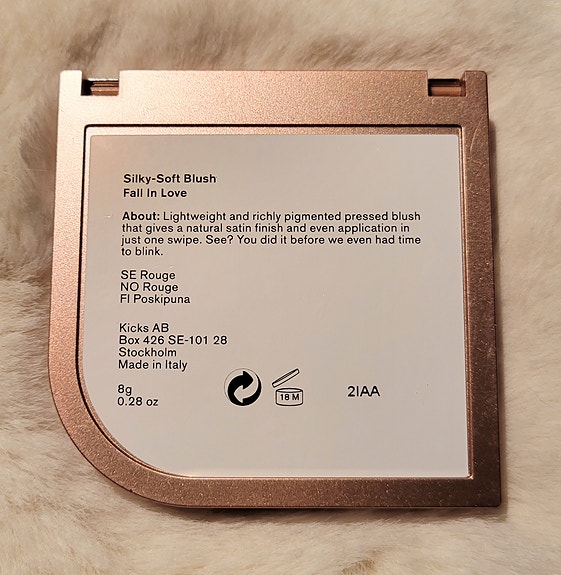 Silky-Soft Blush
Fall In Love
About: Lightweight and richly pigmented pressed blush
that gives a natural satin finish and even application in
just one swipe. See? You did it before we even had time
to blink.
SE Rouge
NO Rouge
FI Poskipuna
Kicks AB
Box 426 SE-101 28
Stockholm
Made in Italy
8g
0.28 oz
18 M
2IAA